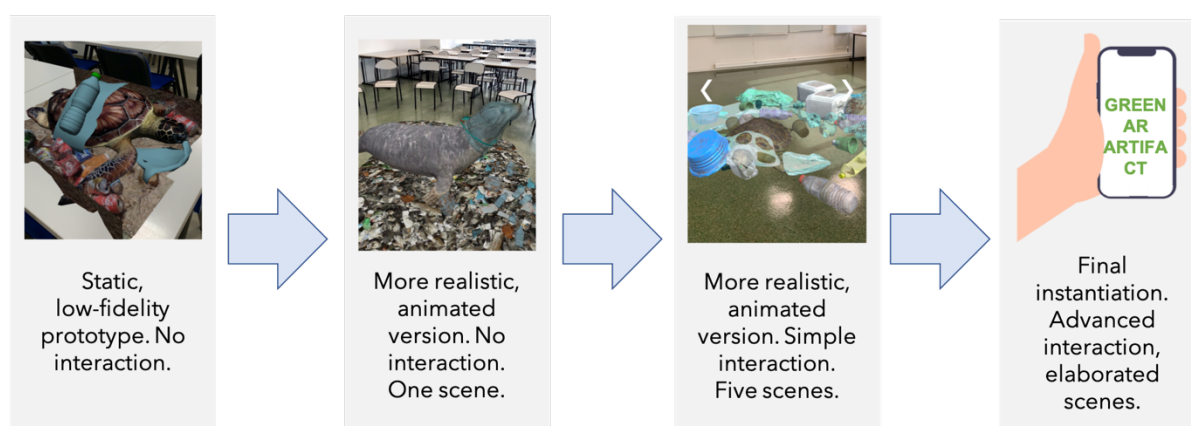 Static,
low-fidelity
prototype. No
interaction.
More realistic,
animated
version. No
interaction.
One scene.
More realistic,
animated
version. Simple
interaction.
Five scenes.
GREEN
AR
ARTIFA
CT
Final
instantiation.
Advanced
interaction,
elaborated
scenes.